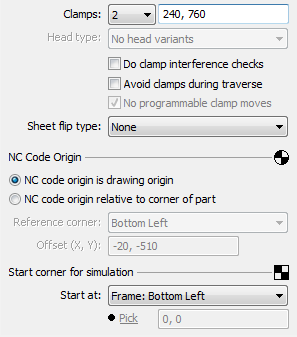 Clamps: 2 240, 760
Head type: No head variants
Do clamp interference checks
Avoid clamps during traverse
No programmable clamp moves
Sheet flip type: None
NC Code Origin
NC code origin is drawing origin
NC code origin relative to corner of part
Reference corner: Bottom Left
Offset (X, Y): -20, -510
Start corner for simulation
Start at: Frame: Bottom Left
Pick 0, 0